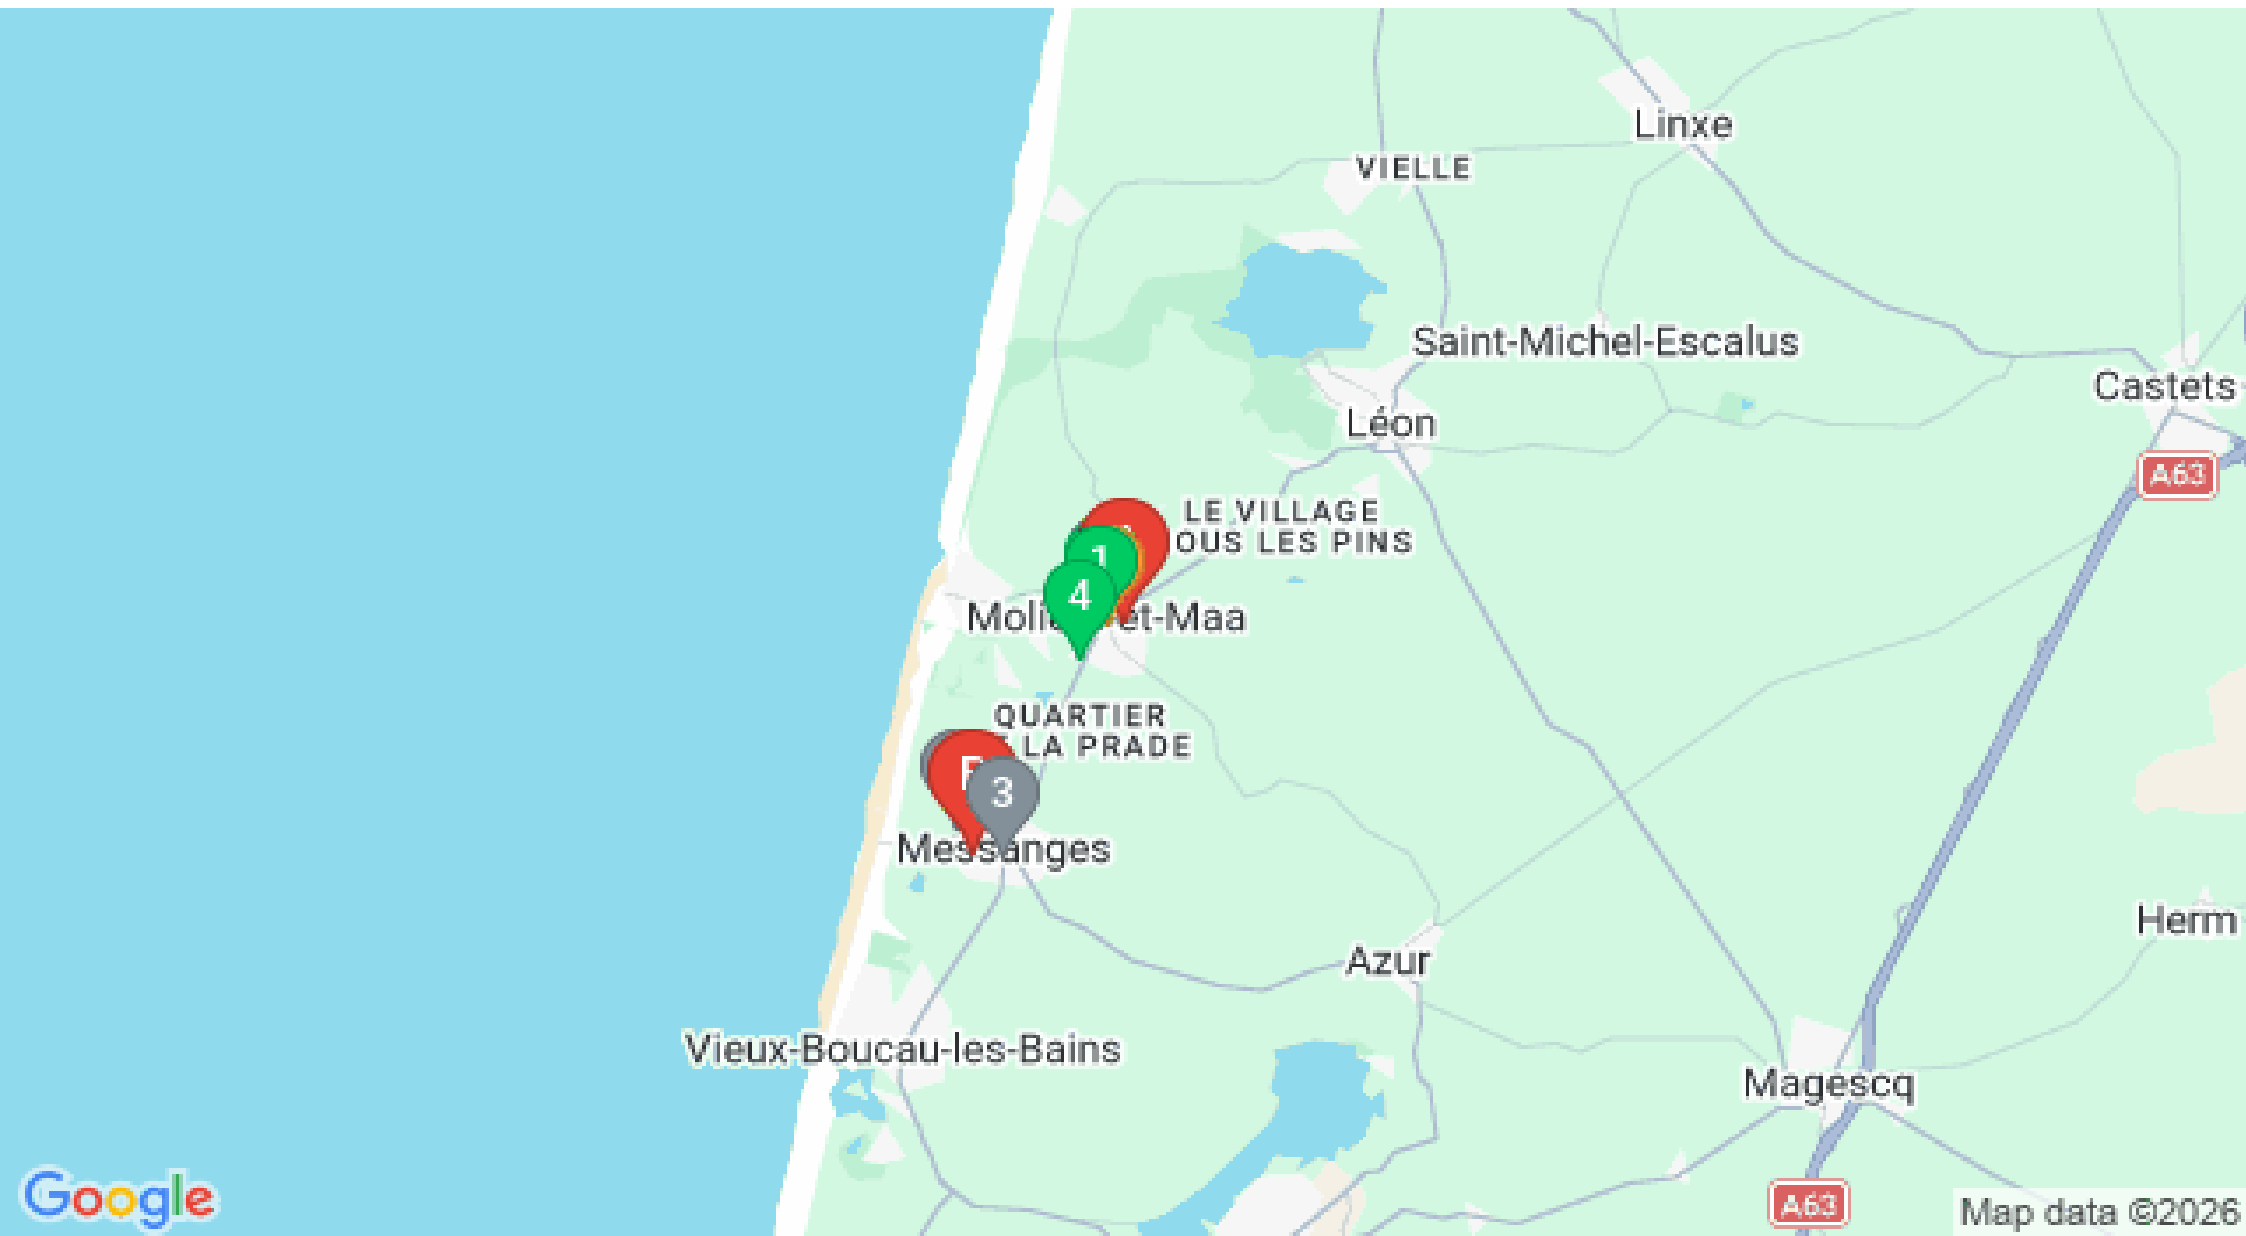 Linxe
VIELLE
Saint-Michel-Escalus
Castets
Léon
A63
LE VILLAGE
OUS LES PINS
1
4
Moli et-Maa
QUARTIER
LA PRADE
3
Messanges
Herm
Azur
Vieux-Boucau-les-Bains
Magescq
A63
Google
Map data ©2026